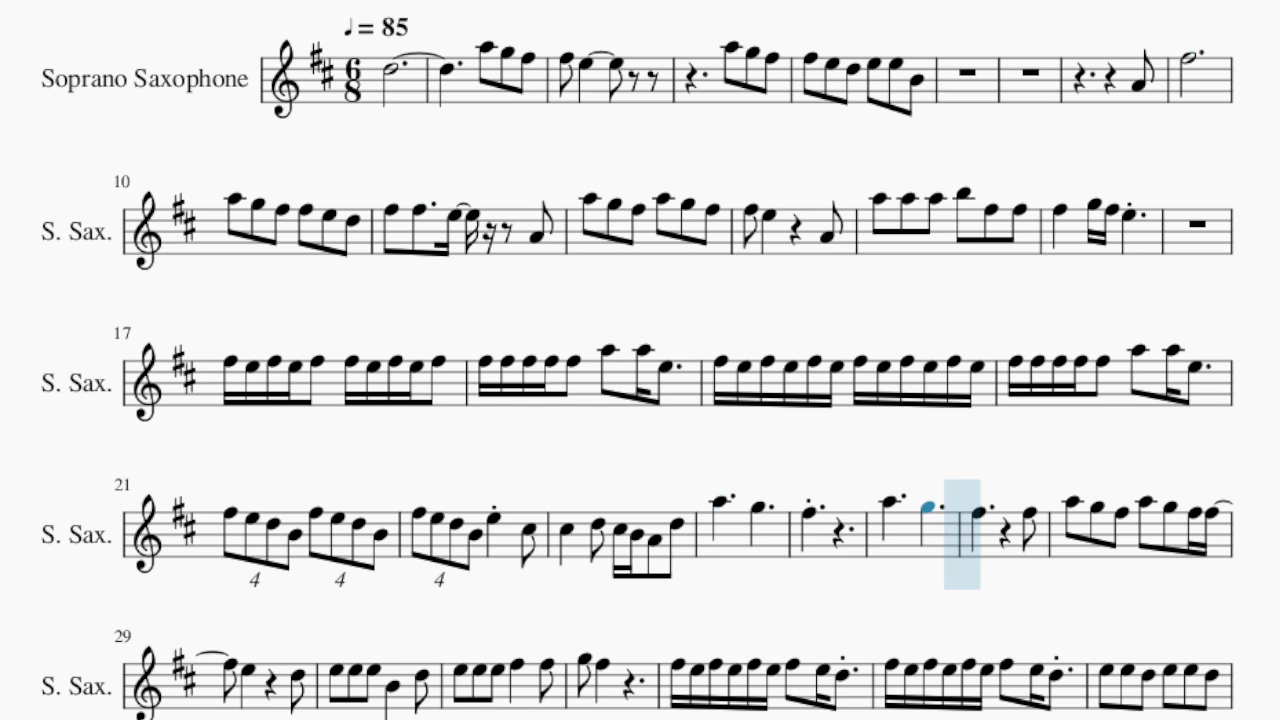 ♩= 85
Soprano Saxophone
6
8
10
S. Sax.
17
S. Sax.
21
S. Sax.
4 4 4
29
S. Sax.